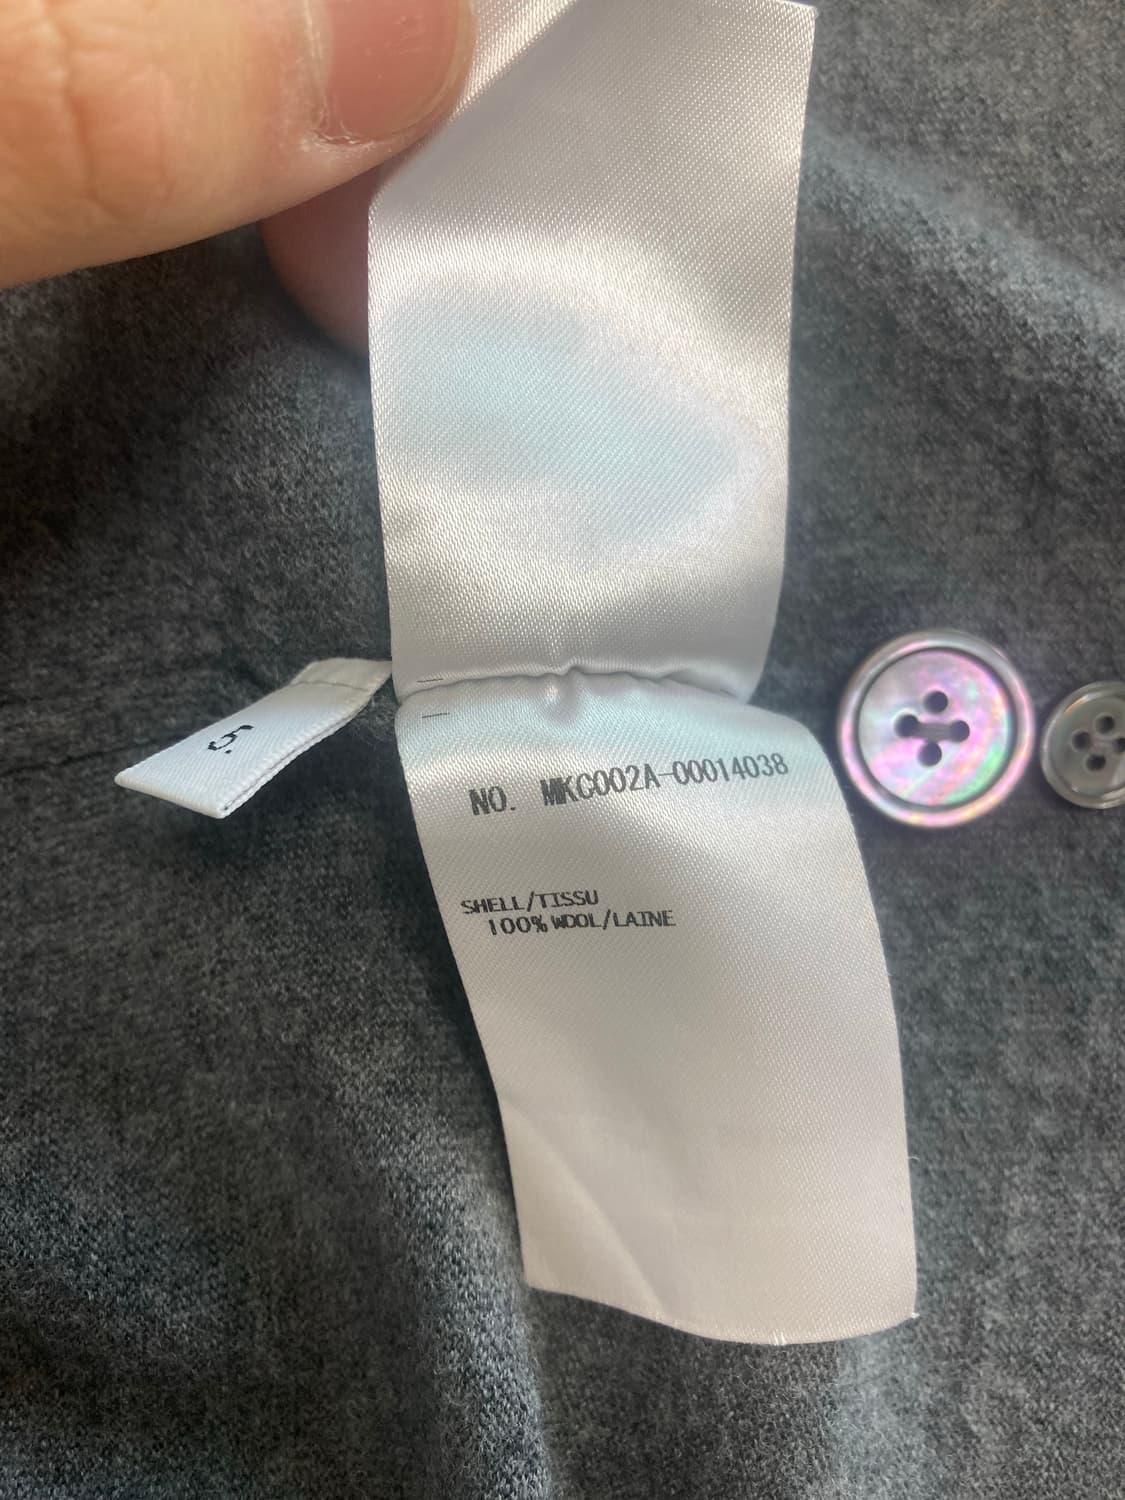 5.
NO. MKC002A-00014038
SHELL/TISSU
100% WOOL/LAINE